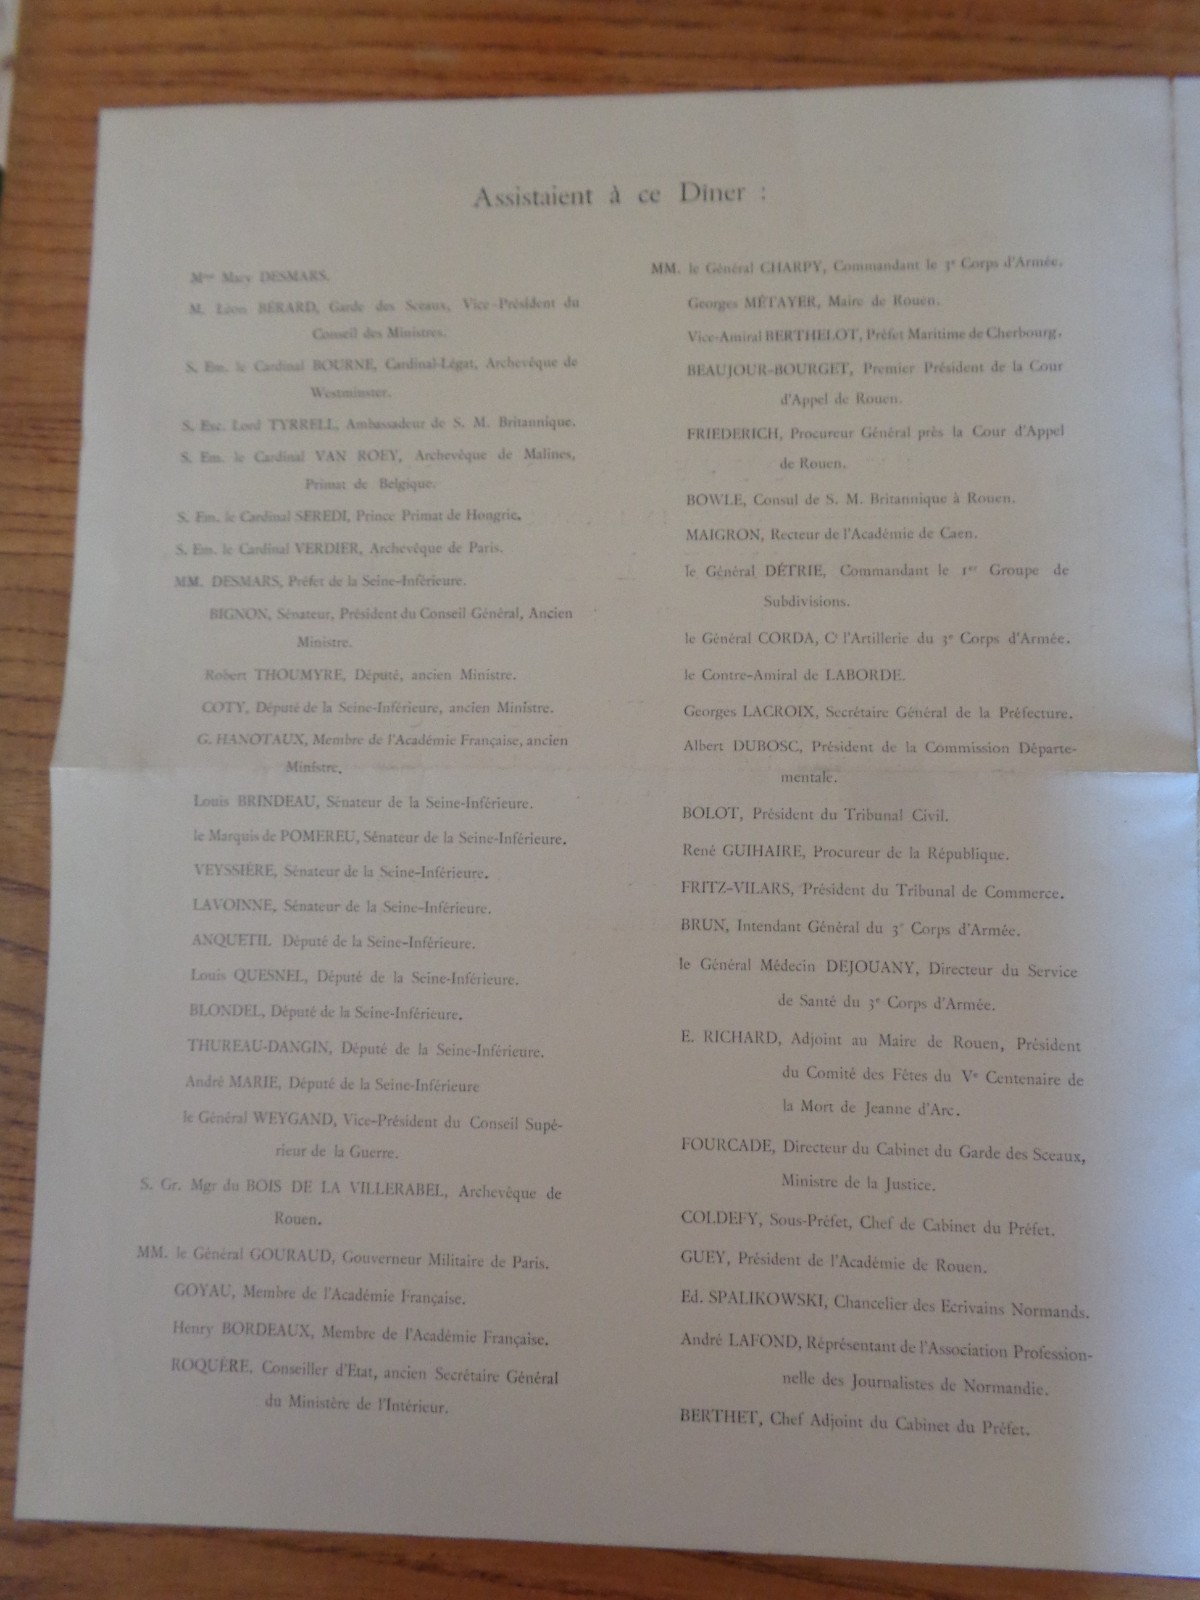 Assistaient à ce Dîner :
Mme Macy DESMARS.
M. Léon BÉRARD, Garde des Sceaux, Vice-Président du
Conseil des Ministres.
S. Em. le Cardinal BOURNE, Cardinal-Légat, Archevêque de
Westminster.
S. Exc. Lord TYRRELL, Ambassadeur de S. M. Britannique.
S. Em. le Cardinal VAN ROEY, Archevêque de Malines,
Primat de Belgique.
S. Em. le Cardinal SEREDI, Prince Primat de Hongrie.
S. Em. le Cardinal VERDIER, Archevêque de Paris.
MM. DESMARS, Préfet de la Seine-Inférieure.
BIGNON, Sénateur, Président du Conseil Général, Ancien
Ministre.
Robert THOUMYRE, Député, ancien Ministre.
COTY, Député de la Seine-Inférieure, ancien Ministre.
G. HANOTAUX, Membre de l'Académie Française, ancien
Ministre.
Louis BRINDEAU, Sénateur de la Seine-Inférieure.
le Marquis de POMEREU, Sénateur de la Seine-Inférieure.
VEYSSIÈRE, Sénateur de la Seine-Inférieure.
LAVOINNE, Sénateur de la Seine-Inférieure.
ANQUETIL Député de la Seine-Inférieure.
Louis QUESNEL, Député de la Seine-Inférieure.
BLONDEL, Député de la Seine-Inférieure.
THUREAU-DANGIN, Député de la Seine-Inférieure.
André MARIE, Député de la Seine-Inférieure
le Général WEYGAND, Vice-Président du Conseil Supé-
rieur de la Guerre.
S. Gr. Mgr du BOIS DE LA VILLERABEL, Archevêque de
Rouen.
MM. le Général GOURAUD, Gouverneur Militaire de Paris.
GOYAU, Membre de l'Académie Française.
Henry BORDEAUX, Membre de l'Académie Française.
ROQUÈRE, Conseiller d'Etat, ancien Secrétaire Général
du Ministère de l'Intérieur.
MM. le Général CHARPY, Commandant le 3e Corps d'Armée.
Georges MÉTAYER, Maire de Rouen.
Vice-Amiral BERTHELOT, Préfet Maritime de Cherbourg.
BEAUJOUR-BOURGET, Premier Président de la Cour
d'Appel de Rouen.
FRIEDERICH, Procureur Général près la Cour d'Appel
de Rouen.
BOWLE, Consul de S. M. Britannique à Rouen.
MAIGRON, Recteur de l'Académie de Caen.
le Général DÉTRIE, Commandant le 1er Groupe de
Subdivisions.
le Général CORDA, Ct l'Artillerie du 3e Corps d'Armée.
le Contre-Amiral de LABORDE.
Georges LACROIX, Secrétaire Général de la Préfecture.
Albert DUBOSC, Président de la Commission Départe-
mentale.
BOLOT, Président du Tribunal Civil.
René GUIHAIRE, Procureur de la République.
FRITZ-VILARS, Président du Tribunal de Commerce.
BRUN, Intendant Général du 3e Corps d'Armée.
le Général Médecin DEJOUANY, Directeur du Service
de Santé du 3e Corps d'Armée.
E. RICHARD, Adjoint au Maire de Rouen, Président
du Comité des Fêtes du Ve Centenaire de
la Mort de Jeanne d'Arc.
FOURCADE, Directeur du Cabinet du Garde des Sceaux,
Ministre de la Justice.
COLDEFY, Sous-Préfet, Chef de Cabinet du Préfet.
GUEY, Président de l'Académie de Rouen.
Ed. SPALIKOWSKI, Chancelier des Ecrivains Normands.
André LAFOND, Réprésentant de l'Association Profession-
nelle des Journalistes de Normandie.
BERTHET, Chef Adjoint du Cabinet du Préfet.